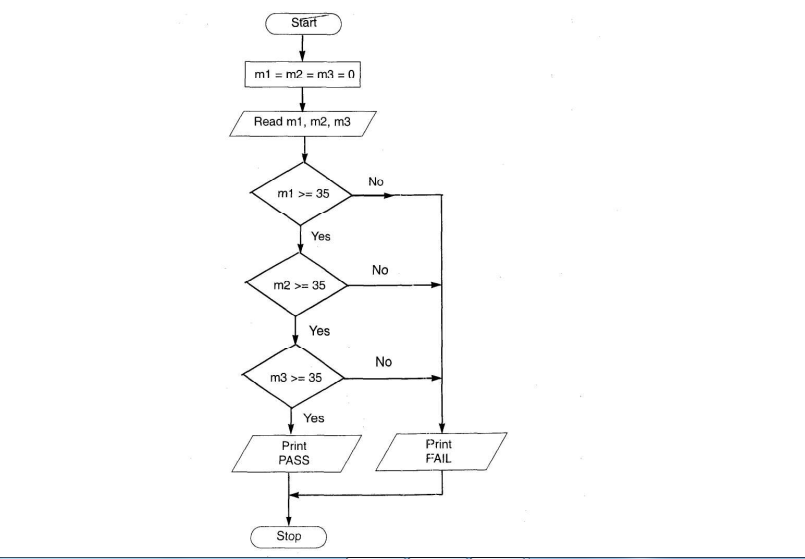 Start
m1 = m2 = m3 = 0
Read m1, m2, m3
m1 >= 35
No
Yes
m2 >= 35
No
Yes
m3 >= 35
No
Yes
Print
PASS
Print
FAIL
Stop